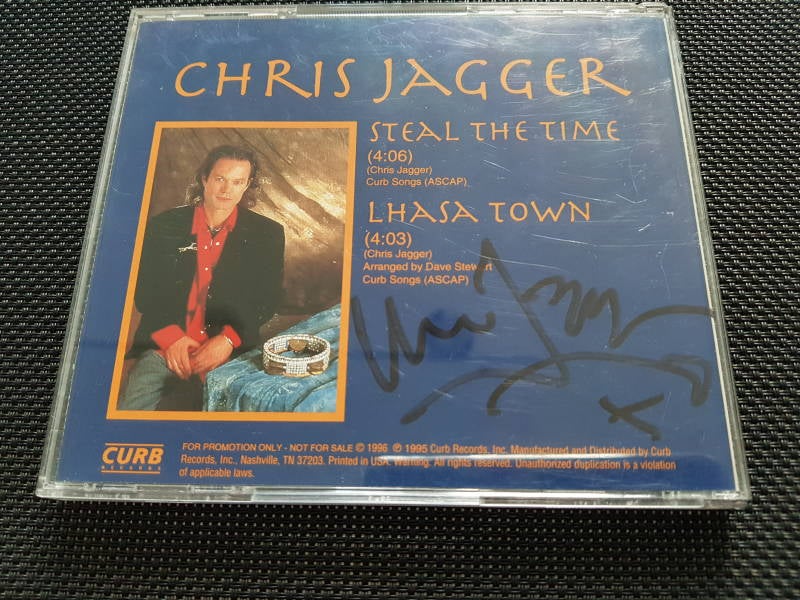 CHRIS JAGGER
STEAL THE TIME
(4:06)
(Chris Jagger)
Curb Songs (ASCAP)
LHASA TOWN
(4:03)
(Chris Jagger)
Arranged by Dave Stewart
Curb Songs (ASCAP)
Chris Jagger
X
CURB
RECORDS
FOR PROMOTION ONLY - NOT FOR SALE © 1996 ℗ 1995 Curb Records, Inc. Manufactured and Distributed by Curb
Records, Inc., Nashville, TN 37203. Printed in USA. Warning. All rights reserved. Unauthorized duplication is a violation
of applicable laws.